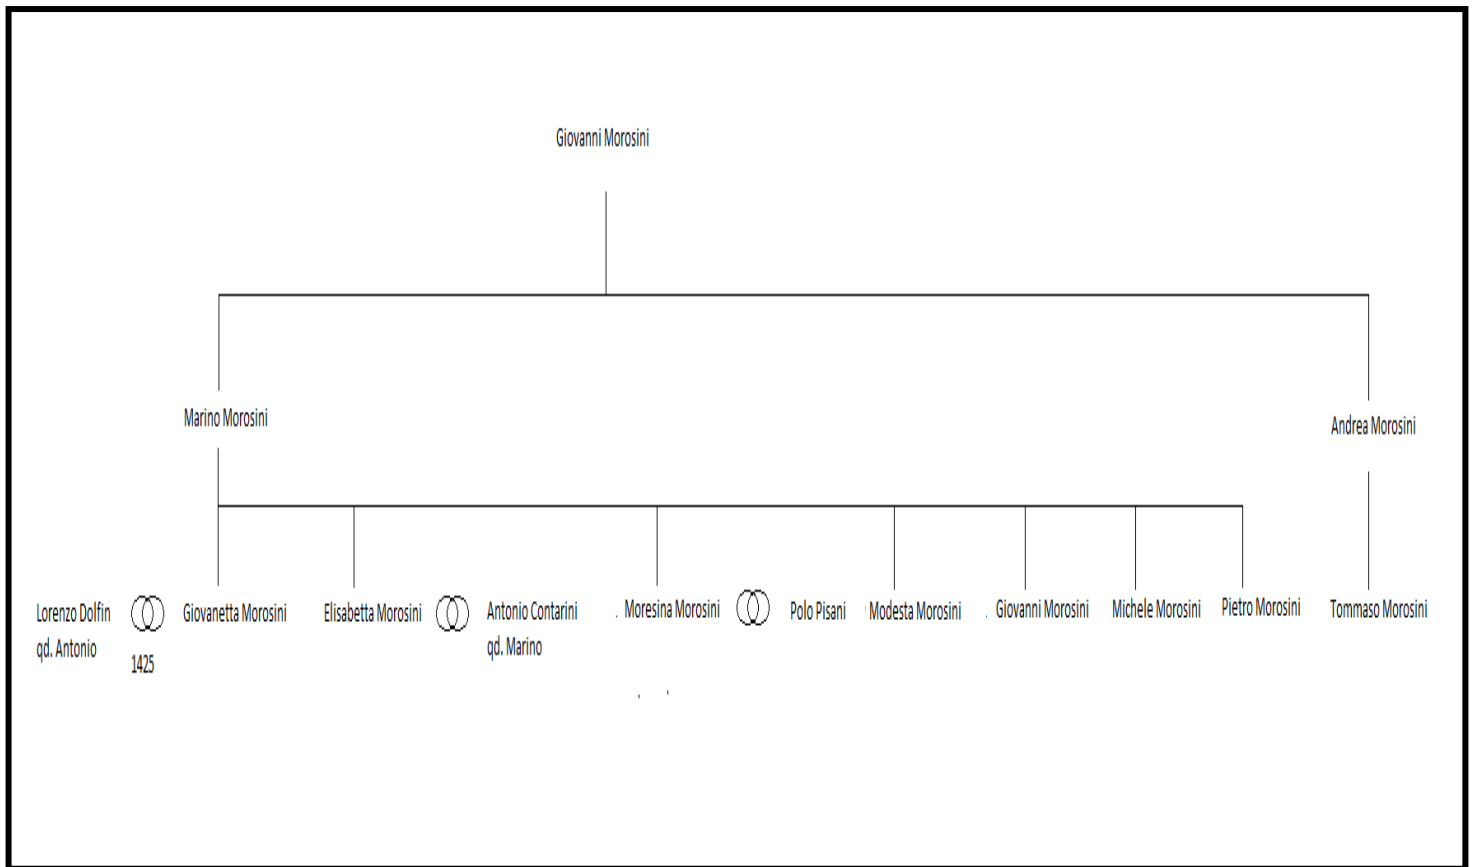 Giovanni Morosini
Marino Morosini
Andrea Morosini
Lorenzo Dolfin
qd. Antonio
1425
Giovanetta Morosini
Elisabetta Morosini
Antonio Contarini
qd. Marino
Moresina Morosini
Polo Pisani
Modesta Morosini
Giovanni Morosini
Michele Morosini
Pietro Morosini
Tommaso Morosini